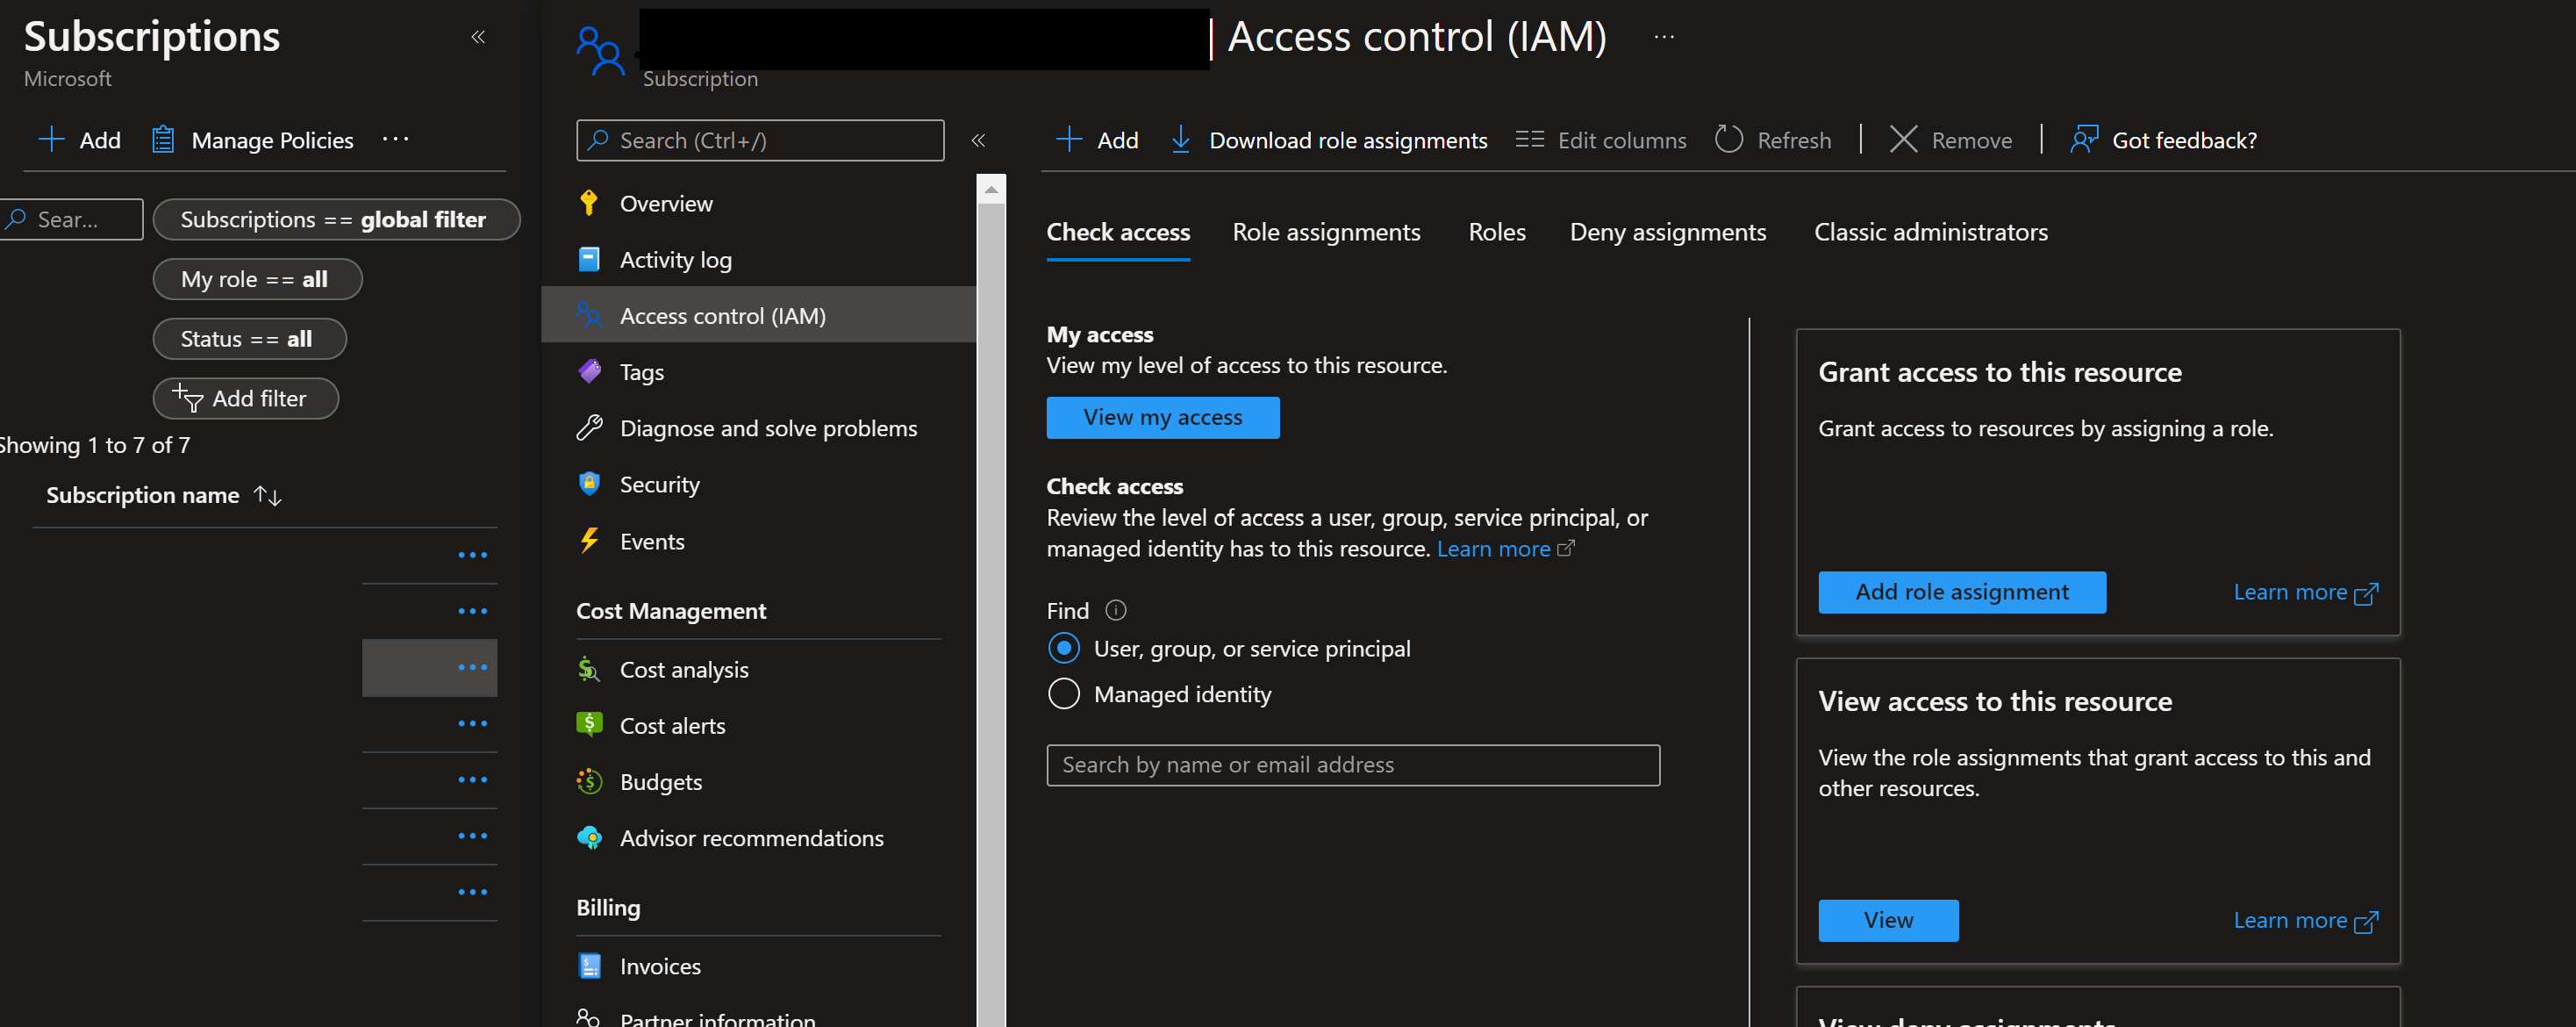 Subscriptions
«
Microsoft
Add
Manage Policies
...
Sear...
Subscriptions == global filter
My role == all
Status == all
Add filter
Showing 1 to 7 of 7
Subscription name ↑↓
| Access control (IAM)
...
Subscription
Search (Ctrl+/)
«
Overview
Activity log
Access control (IAM)
Tags
Diagnose and solve problems
Security
Events
Cost Management
Cost analysis
Cost alerts
Budgets
Advisor recommendations
Billing
Invoices
Partner information
Add
Download role assignments
Edit columns
Refresh
Remove
Got feedback?
Check access
Role assignments
Roles
Deny assignments
Classic administrators
My access
View my level of access to this resource.
View my access
Check access
Review the level of access a user, group, service principal, or
managed identity has to this resource. Learn more
Find
User, group, or service principal
Managed identity
Search by name or email address
Grant access to this resource
Grant access to resources by assigning a role.
Add role assignment
Learn more
View access to this resource
View the role assignments that grant access to this and
other resources.
View
Learn more
View deny assignments